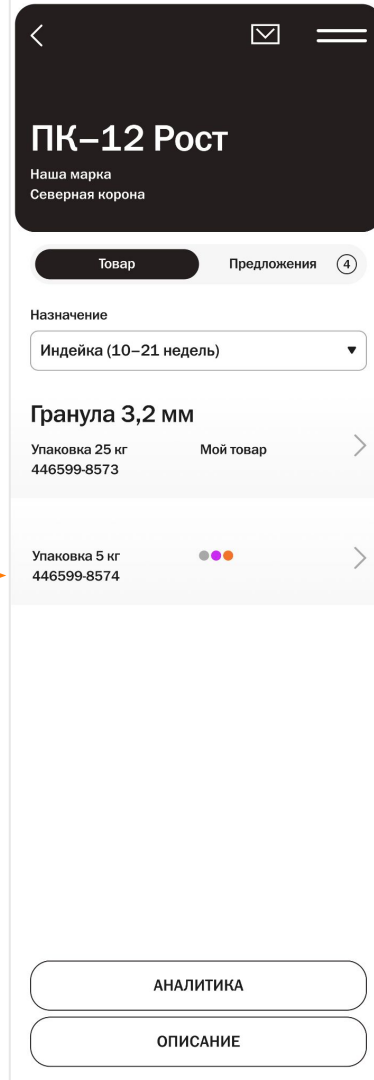 ПК–12 Рост
Наша марка
Северная корона
Товар
Предложения 4
Назначение
Индейка (10–21 недель)
Гранула 3,2 мм
Упаковка 25 кг Мой товар
446599-8573
Упаковка 5 кг
446599-8574
АНАЛИТИКА
ОПИСАНИЕ